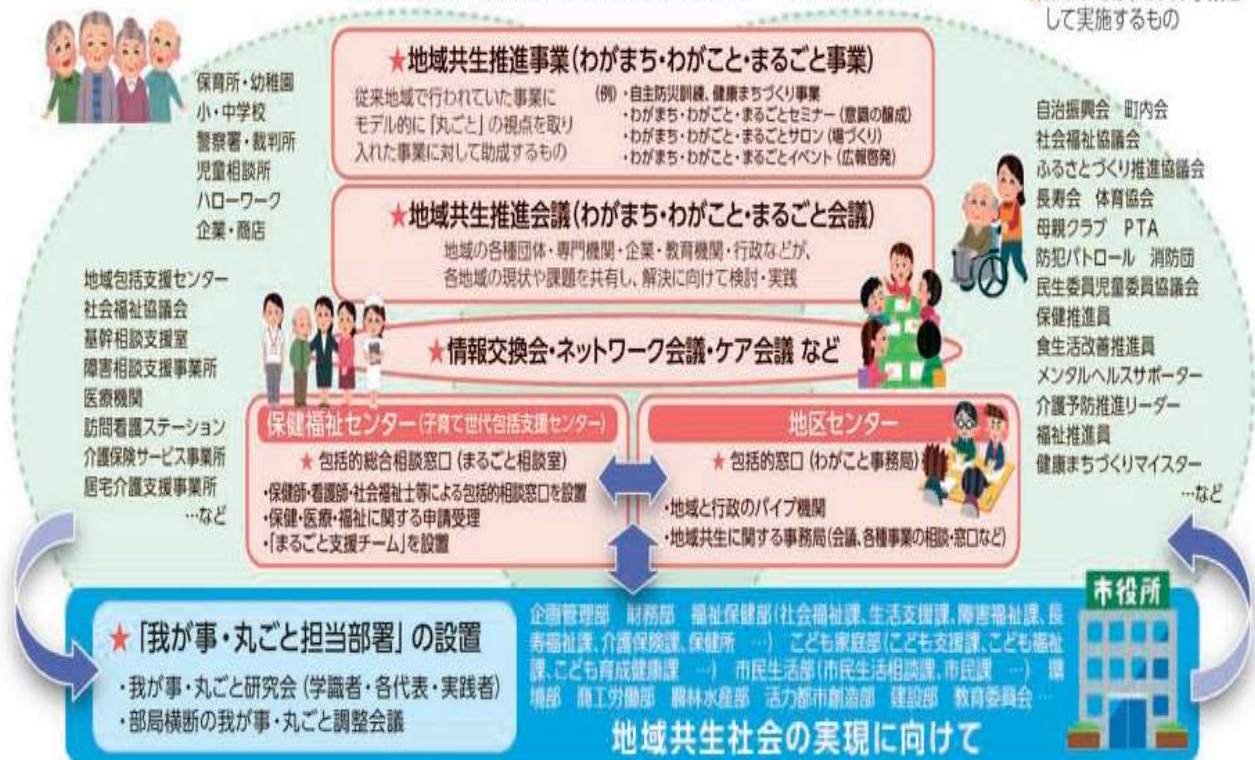 して実施するもの
★地域共生推進事業(わがまち・わがこと・まるごと事業)
従来地域で行われていた事業に
モデル的に「丸ごと」の視点を取り
入れた事業に対して助成するもの
(例)・自主防災訓練、健康まちづくり事業
・わがまち・わがこと・まるごとセミナー(意識の醸成)
・わがまち・わがこと・まるごとサロン(場づくり)
・わがまち・わがこと・まるごとイベント(広報啓発)
保育所・幼稚園
小・中学校
警察署・裁判所
児童相談所
ハローワーク
企業・商店
★地域共生推進会議(わがまち・わがこと・まるごと会議)
地域の各種団体・専門機関・企業・教育機関・行政などが、
各地域の現状や課題を共有し、解決に向けて検討・実践
自治振興会 町内会
社会福祉協議会
ふるさとづくり推進協議会
長寿会 体育協会
母親クラブ PTA
防犯パトロール 消防団
民生委員児童委員協議会
保健推進員
食生活改善推進員
メンタルヘルスサポーター
介護予防推進リーダー
福祉推進員
健康まちづくりマイスター
…など
地域包括支援センター
社会福祉協議会
基幹相談支援室
障害相談支援事業所
医療機関
訪問看護ステーション
介護保険サービス事業所
居宅介護支援事業所
…など
★情報交換会・ネットワーク会議・ケア会議 など
保健福祉センター(子育て世代包括支援センター)
★ 包括的総合相談窓口(まるごと相談室)
・保健師・看護師・社会福祉士等による包括的相談窓口を設置
・保健・医療・福祉に関する申請受理
・「まるごと支援チーム」を設置
地区センター
★ 包括的窓口(わがこと事務局)
・地域と行政のパイプ機関
・地域共生に関する事務局(会議、各種事業の相談・窓口など)
★「我が事・丸ごと担当部署」の設置
・我が事・丸ごと研究会(学識者・各代表・実践者)
・部局横断の我が事・丸ごと調整会議
企画管理部 財務部 福祉保健部(社会福祉課、生活支援課、障害福祉課、長
寿福祉課、介護保険課、保健所 …) こども家庭部(こども支援課、こども福祉
課、こども育成健康課 …) 市民生活部(市民生活相談課、市民課 …) 環
境部 商工労働部 農林水産部 活力都市創造部 建設部 教育委員会 …
地域共生社会の実現に向けて
市役所